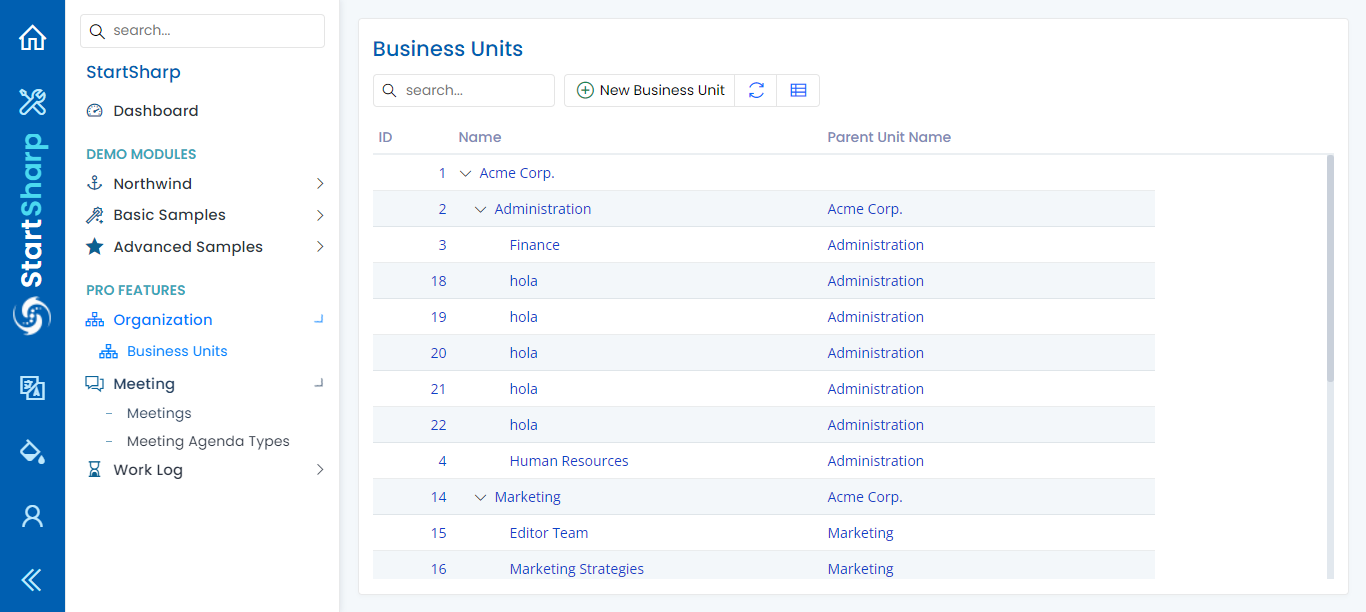 StartSharp
search...
StartSharp
Dashboard
DEMO MODULES
Northwind
Basic Samples
Advanced Samples
PRO FEATURES
Organization
Business Units
Meeting
Meetings
Meeting Agenda Types
Work Log
Business Units
search...
New Business Unit
ID Name Parent Unit Name
1 Acme Corp.
2 Administration Acme Corp.
3 Finance Administration
18 hola Administration
19 hola Administration
20 hola Administration
21 hola Administration
22 hola Administration
4 Human Resources Administration
14 Marketing Acme Corp.
15 Editor Team Marketing
16 Marketing Strategies Marketing